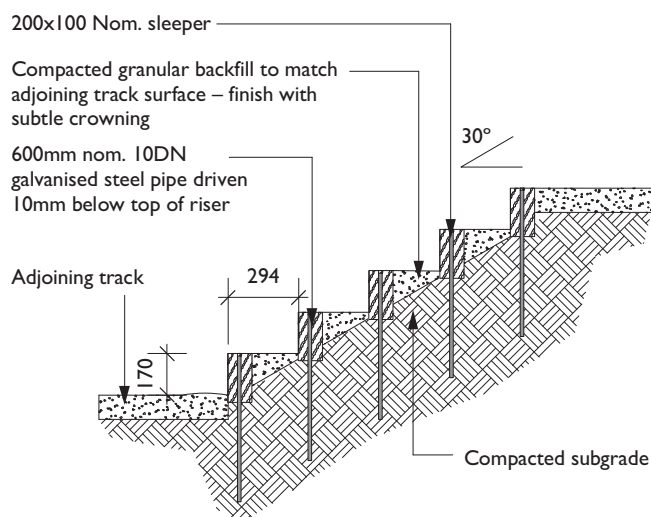 200x100 Nom. sleeper
Compacted granular backfill to match
adjoining track surface – finish with
subtle crowning
30º
600mm nom. 10DN
galvanised steel pipe driven
10mm below top of riser
Adjoining track
294
170
Compacted subgrade